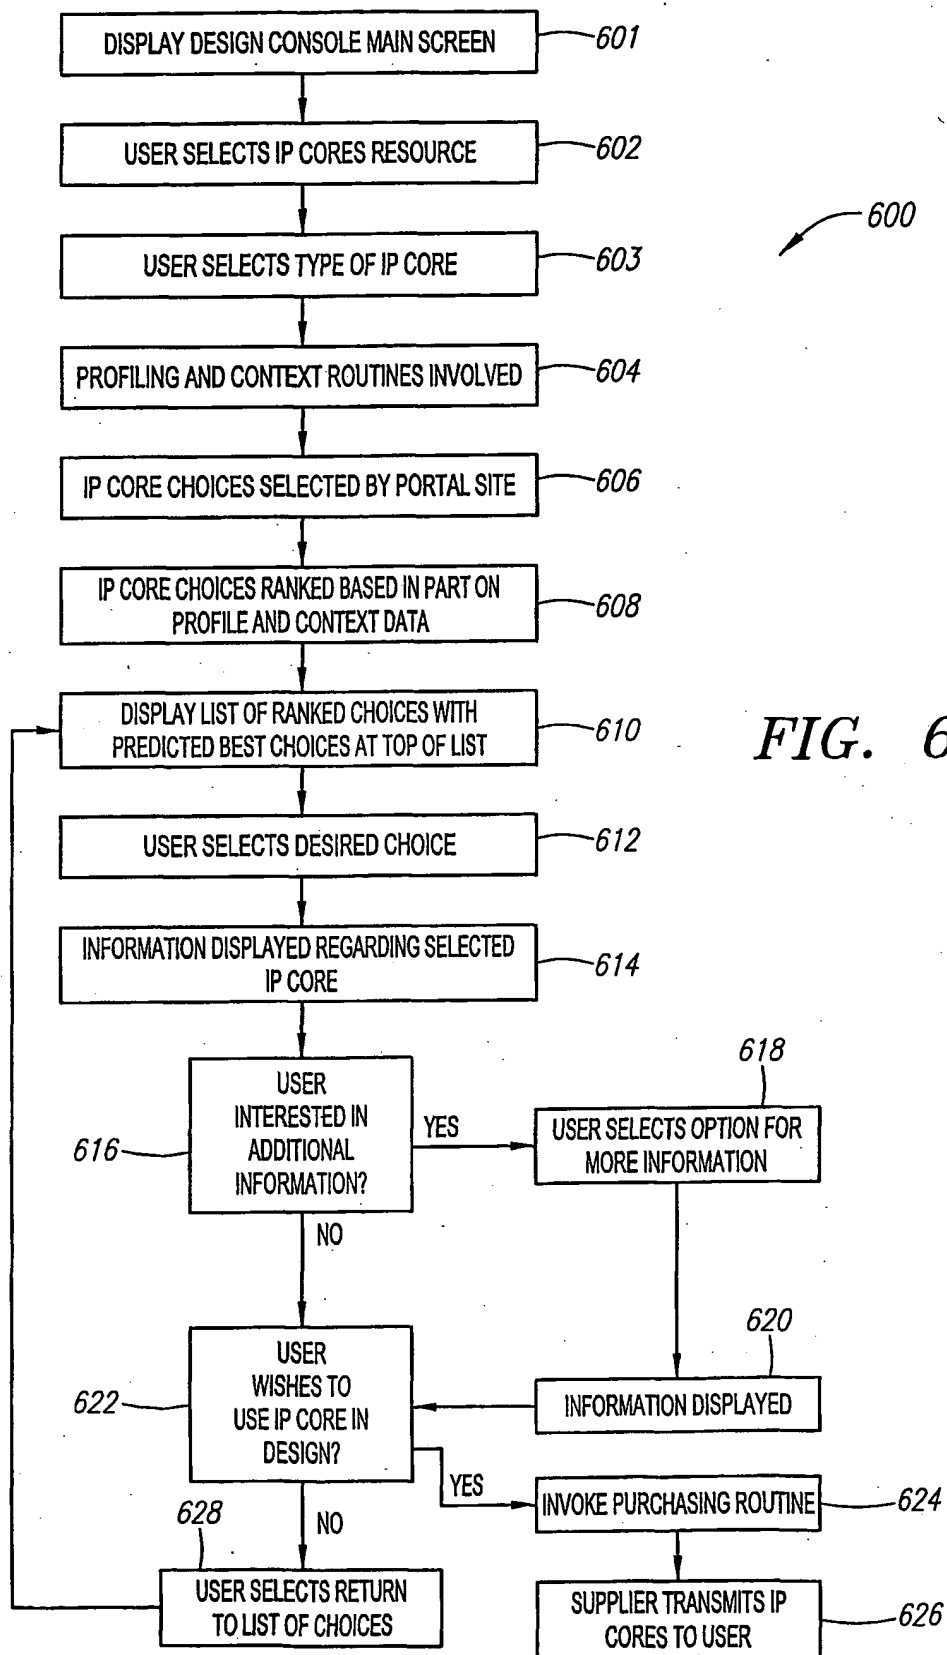 DISPLAY DESIGN CONSOLE MAIN SCREEN
601
USER SELECTS IP CORES RESOURCE
602
600
USER SELECTS TYPE OF IP CORE
603
PROFILING AND CONTEXT ROUTINES INVOLVED
604
IP CORE CHOICES SELECTED BY PORTAL SITE
606
IP CORE CHOICES RANKED BASED IN PART ON
PROFILE AND CONTEXT DATA
608
DISPLAY LIST OF RANKED CHOICES WITH
PREDICTED BEST CHOICES AT TOP OF LIST
610
FIG. 6
USER SELECTS DESIRED CHOICE
612
INFORMATION DISPLAYED REGARDING SELECTED
IP CORE
614
USER
INTERESTED IN
ADDITIONAL
INFORMATION?
616
YES
618
USER SELECTS OPTION FOR
MORE INFORMATION
NO
620
INFORMATION DISPLAYED
USER
WISHES TO
USE IP CORE IN
DESIGN?
622
YES
INVOKE PURCHASING ROUTINE
624
NO
628
USER SELECTS RETURN
TO LIST OF CHOICES
SUPPLIER TRANSMITS IP
CORES TO USER
626